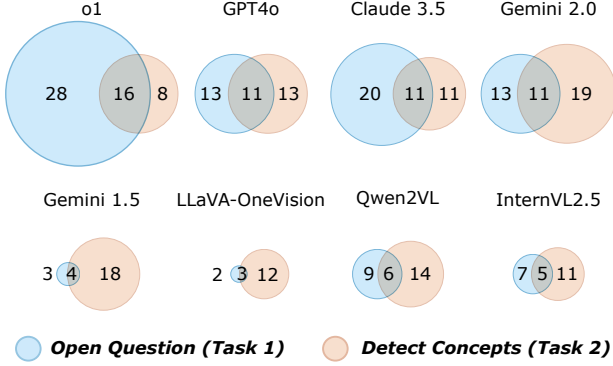 o1 GPT4o Claude 3.5 Gemini 2.0
28 16 8 13 11 13 20 11 11 13 11 19
Gemini 1.5 LLaVA-OneVision Qwen2VL InternVL2.5
3 4 18 2 3 12 9 6 14 7 5 11
Open Question (Task 1) Detect Concepts (Task 2)